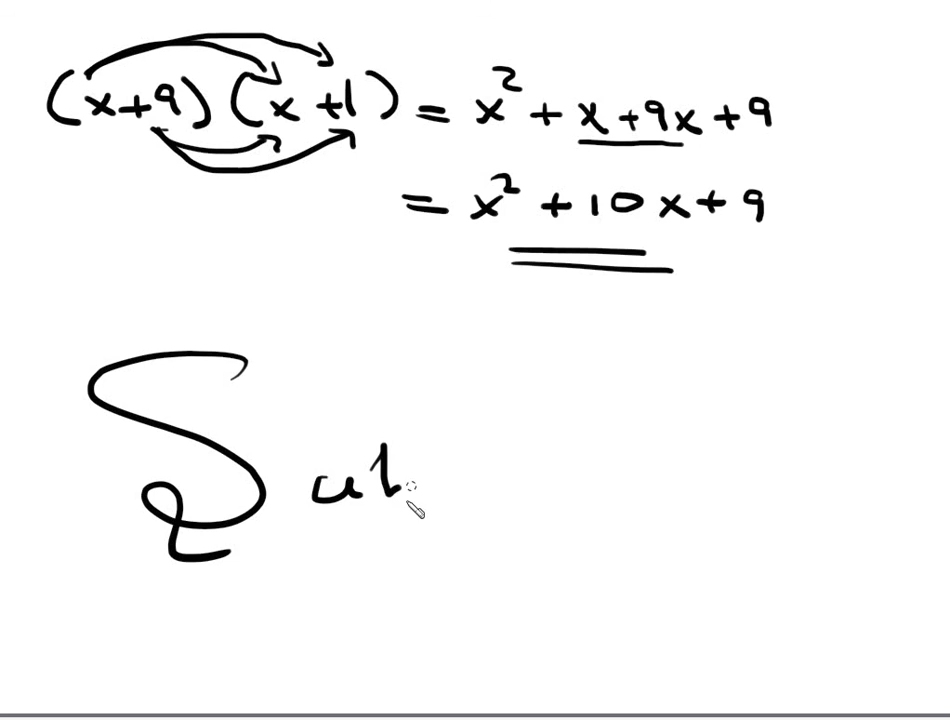 (x+9)(x+1) = x² + x+9x+9
= x² + 10x+9